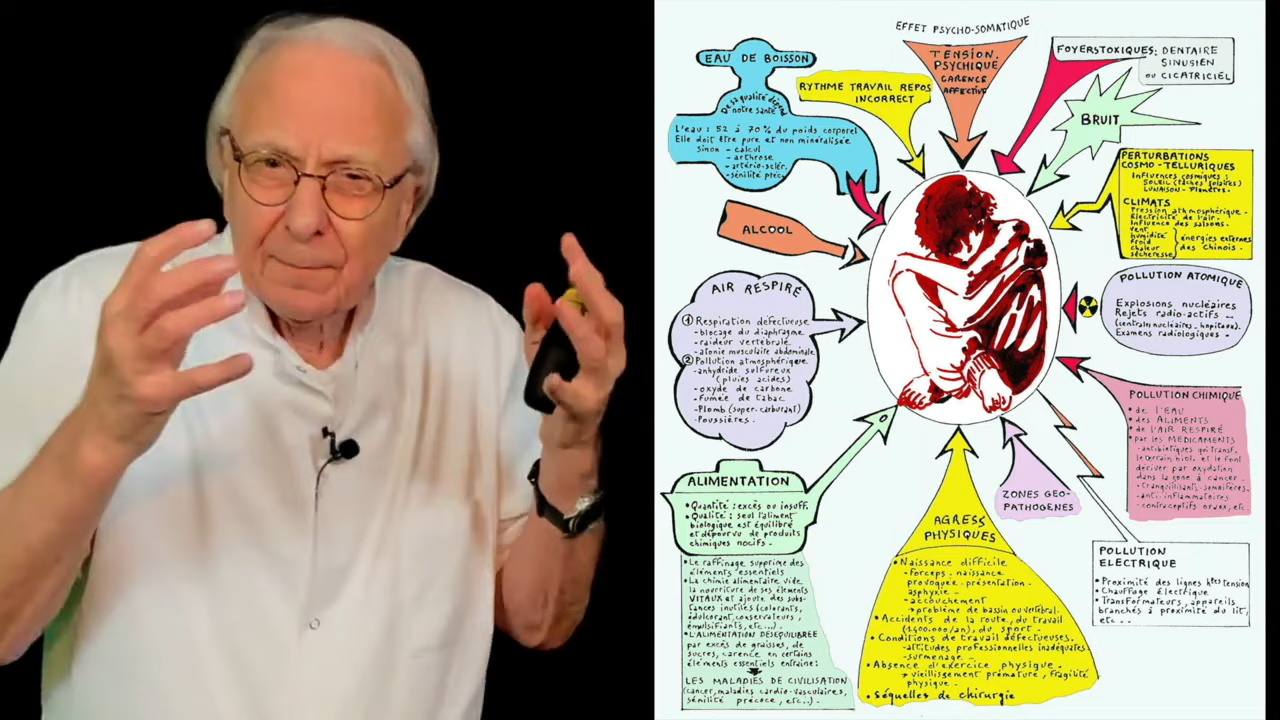 EFFET PSYCHO-SOMATIQUE
EAU DE BOISSON
De sa qualité dépend
notre santé
L'eau : 52 à 70 % du poids corporel
Elle doit être pure et non minéralisée
sinon - calcul
- arthrose
- artério-sclér.
- sénilité préc.
RYTHME TRAVAIL REPOS
INCORRECT
TENSION
PSYCHIQUE
CARENCE
AFFECTIVE
FOYERS TOXIQUES: DENTAIRE
SINUSIEN
OU CICATRICIEL
BRUIT
PERTURBATIONS
COSMO-TELLURIQUES
Influences cosmiques :
SOLEIL (tâches solaires)
LUNAISON - Planètes.
CLIMATS
Pression athmosphérique -
Électricité de l'air.
Influence des saisons.
vent
humidité
froid
chaleur
sécheresse
énergies externes
des Chinois.
ALCOOL
AIR RESPIRÉ
① Respiration défectueuse
- blocage du diaphragme
- raideur vertébrale
- atonie musculaire abdominale
② Pollution atmosphérique
- anhydride sulfureux
(pluies acides)
- oxyde de carbone
- Fumée de tabac
- Plomb (super-carburant)
- Poussières.
POLLUTION ATOMIQUE
Explosions nucléaires
Rejets radio-actifs
(centrales nucléaires, hopitaux).
Examens radiologiques -
POLLUTION CHIMIQUE
• de L'EAU
• des ALIMENTS
• de l'AIR RESPIRÉ
• par les MÉDICAMENTS
- antibiotiques qui transf.
le terrain biol. et le font
dériver par oxydation
dans la zone à cancer.
- tranquillisants, somnifères.
- anti-inflammatoires
- contraceptifs oraux, etc.
ALIMENTATION
• Quantité : excès ou insuff.
• Qualité : seul l'aliment
biologique est équilibré
et dépourvu de produits
chimiques nocifs.
• Le raffinage supprime des
éléments essentiels
• La chimie alimentaire vide
la nourriture de ses éléments
VITAUX et ajoute des subs-
tances inutiles (colorants,
édulcorant, conservateurs,
émulsifiants, etc...)
• L'ALIMENTATION DÉSÉQUILIBRÉE
par excès de graisses, de
sucres, carence en certains
éléments essentiels entraine :
LES MALADIES DE CIVILISATION
(cancer, maladies cardio-vasculaires,
sénilité précoce, etc..).
AGRESS
PHYSIQUES
• Naissance difficile
- Forceps. naissance
provoquée. présentation.
asphyxie -
- accouchement
→ problème de bassin ou vertébral.
• Accidents de la route, du travail
(1.400.000/an), du sport -
• Conditions de travail défectueuses.
- attitudes professionnelles inadéquates.
- surmenage -
• Absence d'exercice physique -
→ vieillissement prématuré, fragilité
physique -
• Séquelles de chirurgie
ZONES GEO-
PATHOGENES
POLLUTION
ELECTRIQUE
• Proximité des lignes htes tension
• Chauffage électrique
• Transformateurs, appareils
branchés à proximité du lit,
etc...